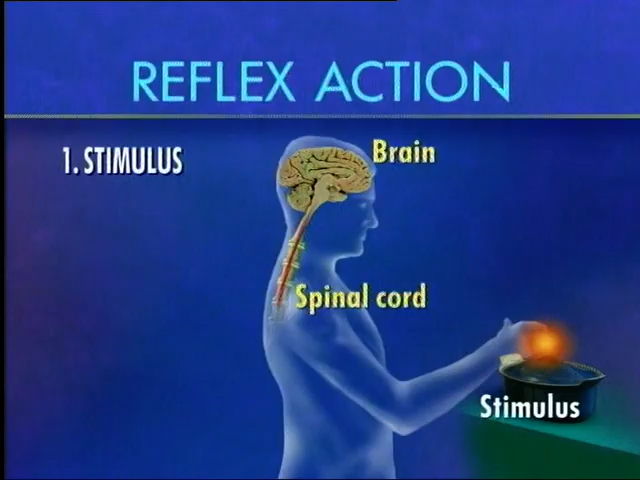 REFLEX ACTION
1. STIMULUS
Brain
Spinal cord
Stimulus